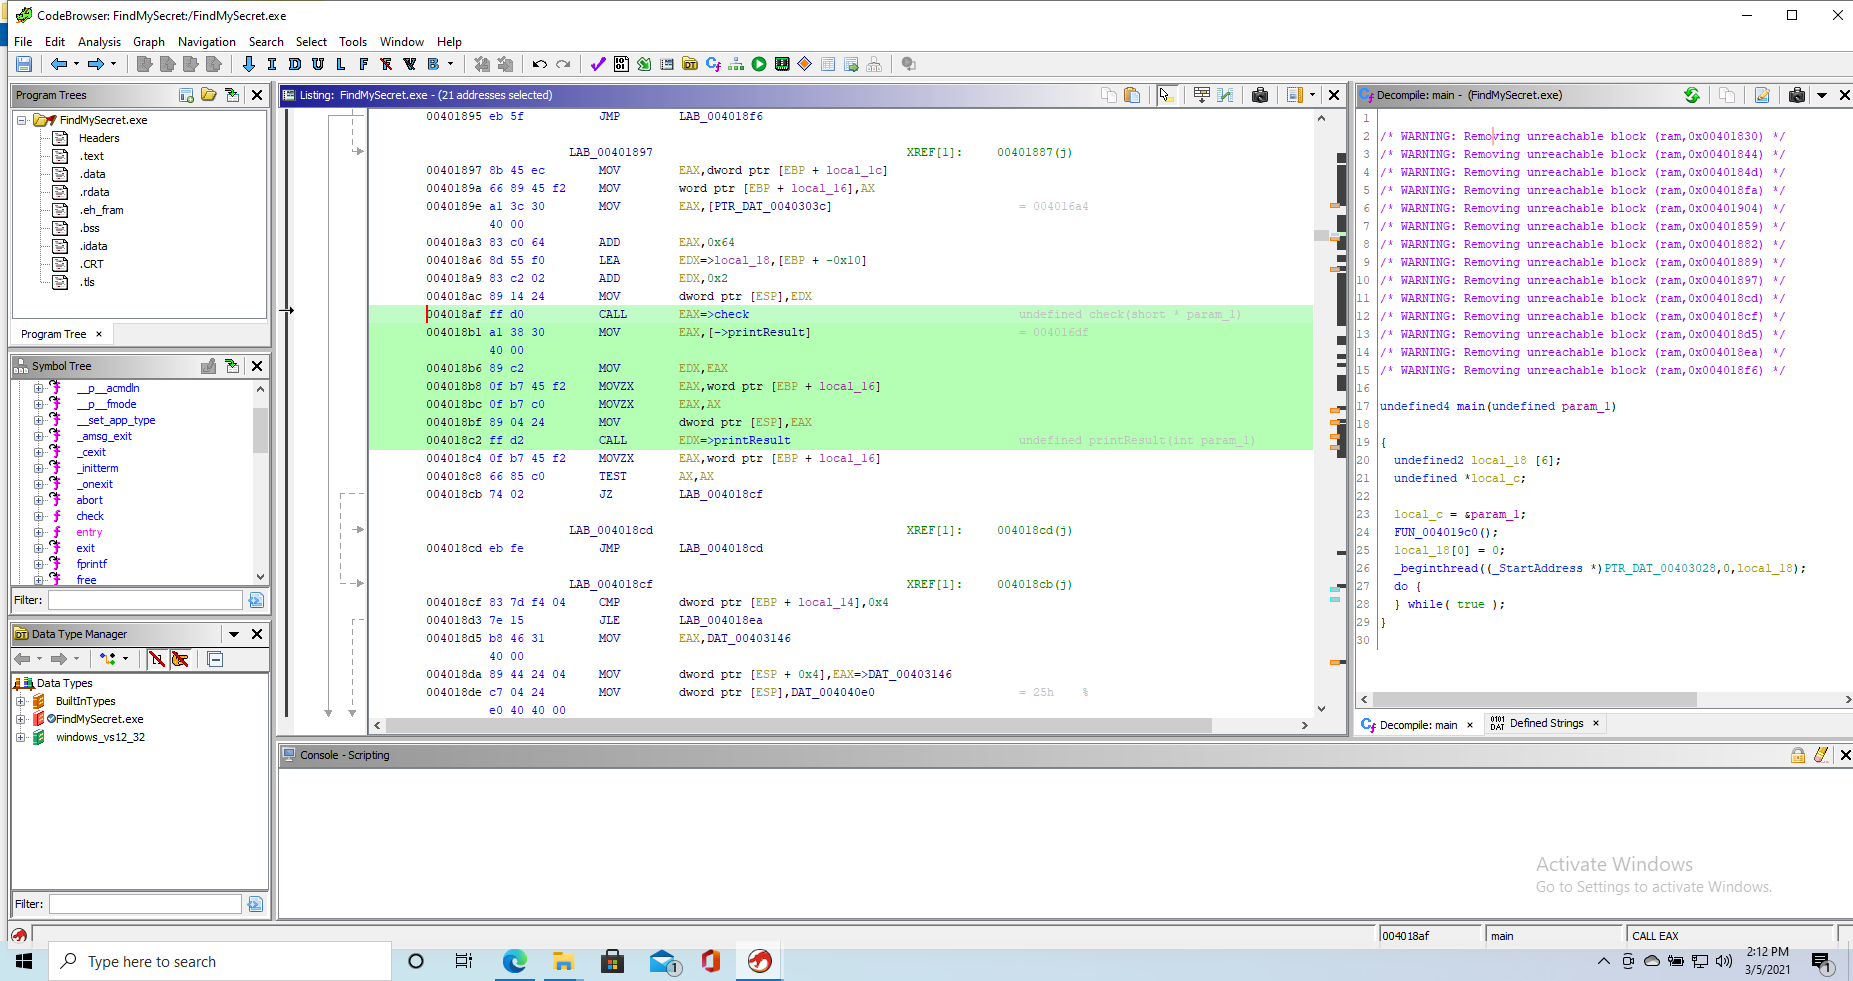 CodeBrowser: FindMySecret:/FindMySecret.exe
File Edit Analysis Graph Navigation Search Select Tools Window Help
I D U L F V B
Program Trees
FindMySecret.exe
Headers
.text
.data
.rdata
.eh_fram
.bss
.idata
.CRT
.tls
Program Tree ×
Symbol Tree
__p__acmdln
__p__fmode
__set_app_type
_amsg_exit
_cexit
_initterm
_onexit
abort
check
entry
exit
fprintf
free
Filter:
Data Type Manager
Data Types
BuiltInTypes
FindMySecret.exe
windows_vs12_32
Filter:
Listing: FindMySecret.exe - (21 addresses selected)
00401895 eb 5f JMP LAB_004018f6
LAB_00401897 XREF[1]: 00401887(j)
00401897 8b 45 ec MOV EAX,dword ptr [EBP + local_1c]
0040189a 66 89 45 f2 MOV word ptr [EBP + local_16],AX
0040189e a1 3c 30 MOV EAX,[PTR_DAT_0040303c] = 004016a4
40 00
004018a3 83 c0 64 ADD EAX,0x64
004018a6 8d 55 f0 LEA EDX=>local_18,[EBP + -0x10]
004018a9 83 c2 02 ADD EDX,0x2
004018ac 89 14 24 MOV dword ptr [ESP],EDX
004018af ff d0 CALL EAX=>check undefined check(short * param_1)
004018b1 a1 38 30 MOV EAX,[->printResult] = 004016df
40 00
004018b6 89 c2 MOV EDX,EAX
004018b8 0f b7 45 f2 MOVZX EAX,word ptr [EBP + local_16]
004018bc 0f b7 c0 MOVZX EAX,AX
004018bf 89 04 24 MOV dword ptr [ESP],EAX
004018c2 ff d2 CALL EDX=>printResult undefined printResult(int param_1)
004018c4 0f b7 45 f2 MOVZX EAX,word ptr [EBP + local_16]
004018c8 66 85 c0 TEST AX,AX
004018cb 74 02 JZ LAB_004018cf
LAB_004018cd XREF[1]: 004018cd(j)
004018cd eb fe JMP LAB_004018cd
LAB_004018cf XREF[1]: 004018cb(j)
004018cf 83 7d f4 04 CMP dword ptr [EBP + local_14],0x4
004018d3 7e 15 JLE LAB_004018ea
004018d5 b8 46 31 MOV EAX,DAT_00403146
40 00
004018da 89 44 24 04 MOV dword ptr [ESP + 0x4],EAX=>DAT_00403146
004018de c7 04 24 MOV dword ptr [ESP],DAT_004040e0 = 25h %
e0 40 40 00
Decompile: main - (FindMySecret.exe)
1
2 /* WARNING: Removing unreachable block (ram,0x00401830) */
3 /* WARNING: Removing unreachable block (ram,0x00401844) */
4 /* WARNING: Removing unreachable block (ram,0x0040184d) */
5 /* WARNING: Removing unreachable block (ram,0x004018fa) */
6 /* WARNING: Removing unreachable block (ram,0x00401904) */
7 /* WARNING: Removing unreachable block (ram,0x00401859) */
8 /* WARNING: Removing unreachable block (ram,0x00401882) */
9 /* WARNING: Removing unreachable block (ram,0x00401889) */
10 /* WARNING: Removing unreachable block (ram,0x00401897) */
11 /* WARNING: Removing unreachable block (ram,0x004018cd) */
12 /* WARNING: Removing unreachable block (ram,0x004018cf) */
13 /* WARNING: Removing unreachable block (ram,0x004018d5) */
14 /* WARNING: Removing unreachable block (ram,0x004018ea) */
15 /* WARNING: Removing unreachable block (ram,0x004018f6) */
16
17 undefined4 main(undefined param_1)
18
19 {
20 undefined2 local_18 [6];
21 undefined *local_c;
22
23 local_c = &param_1;
24 FUN_004019c0();
25 local_18[0] = 0;
26 _beginthread((_StartAddress *)PTR_DAT_00403028,0,local_18);
27 do {
28 } while( true );
29 }
30
Decompile: main × Defined Strings ×
Console - Scripting
Activate Windows
Go to Settings to activate Windows.
004018af main CALL EAX
Type here to search
1
2:12 PM
3/5/2021
1